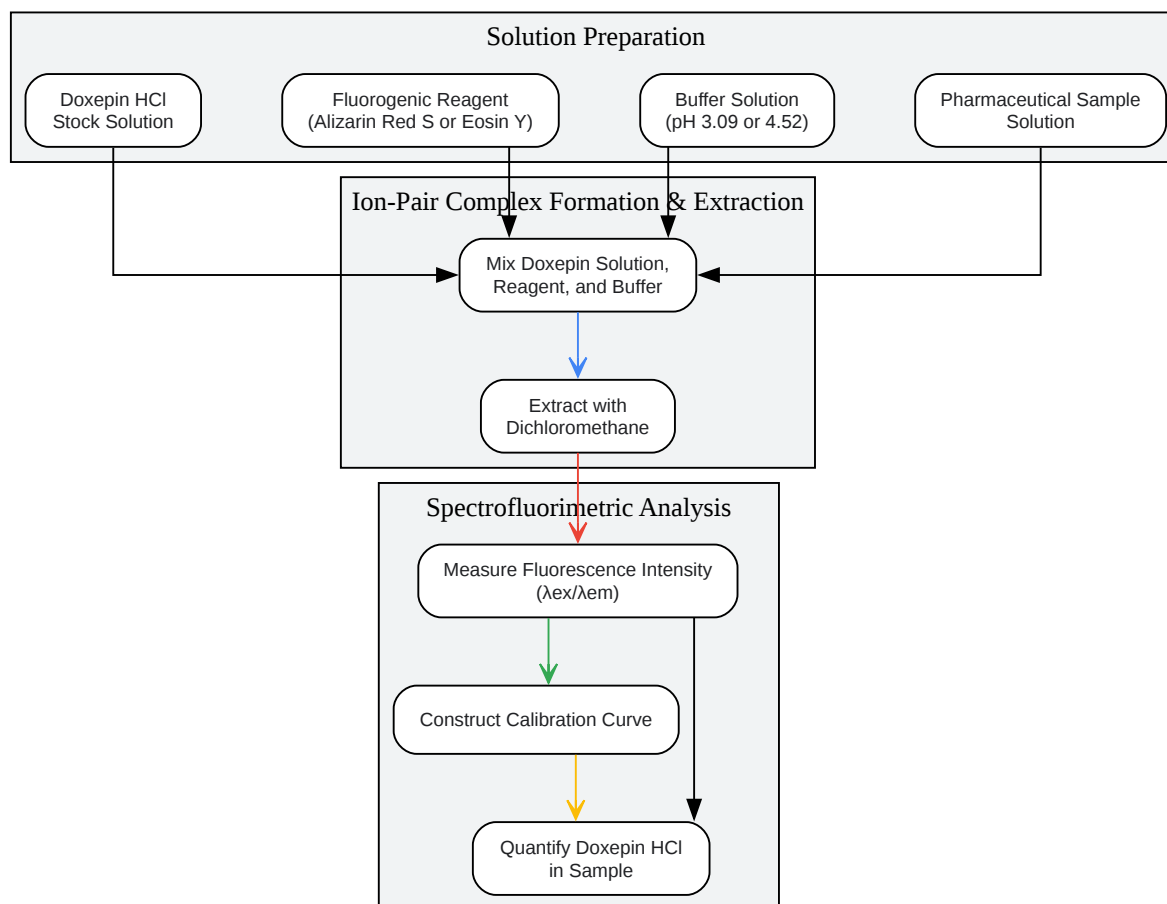 Solution Preparation
Doxepin HCl
Stock Solution
Fluorogenic Reagent
(Alizarin Red S or Eosin Y)
Buffer Solution
(pH 3.09 or 4.52)
Pharmaceutical Sample
Solution
Ion-Pair Complex Formation & Extraction
Mix Doxepin Solution,
Reagent, and Buffer
Extract with
Dichloromethane
Spectrofluorimetric Analysis
Measure Fluorescence Intensity
(λex/λem)
Construct Calibration Curve
Quantify Doxepin HCl
in Sample